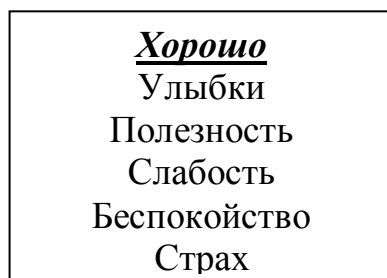 Хорошо
Улыбки
Полезность
Слабость
Беспокойство
Страх